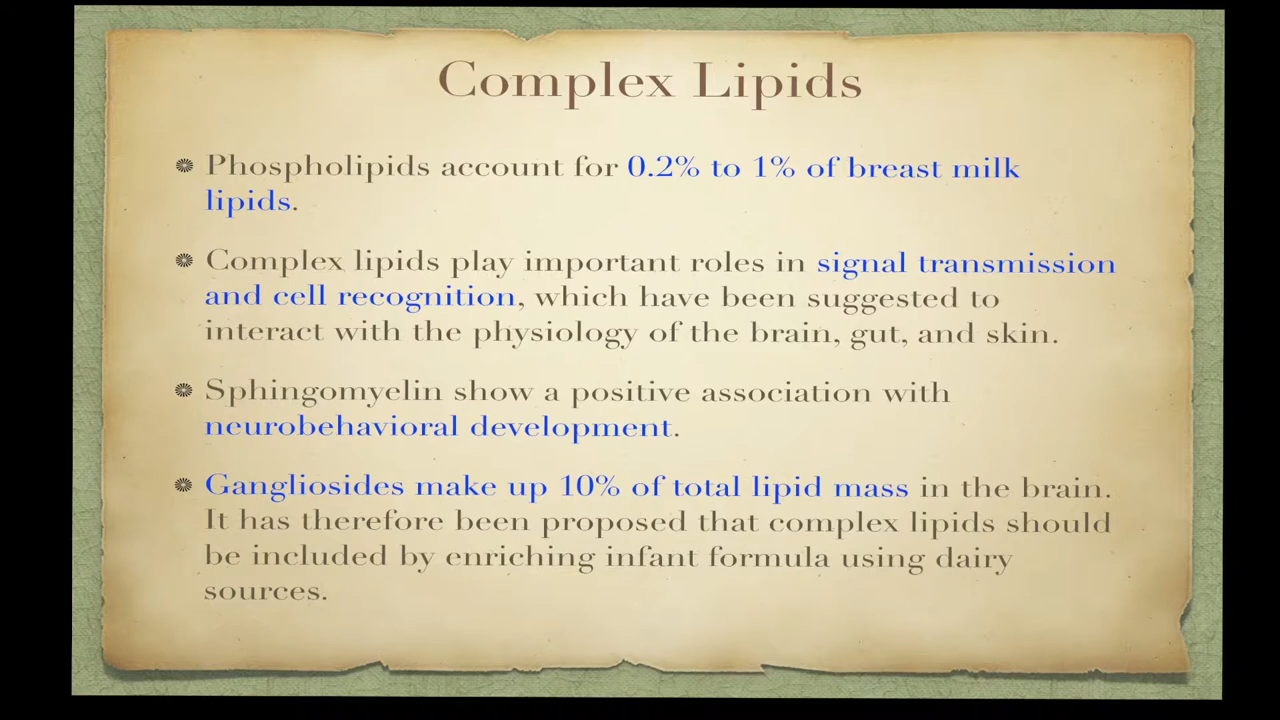 Complex Lipids
Phospholipids account for 0.2% to 1% of breast milk
lipids.
Complex lipids play important roles in signal transmission
and cell recognition, which have been suggested to
interact with the physiology of the brain, gut, and skin.
Sphingomyelin show a positive association with
neurobehavioral development.
Gangliosides make up 10% of total lipid mass in the brain.
It has therefore been proposed that complex lipids should
be included by enriching infant formula using dairy
sources.